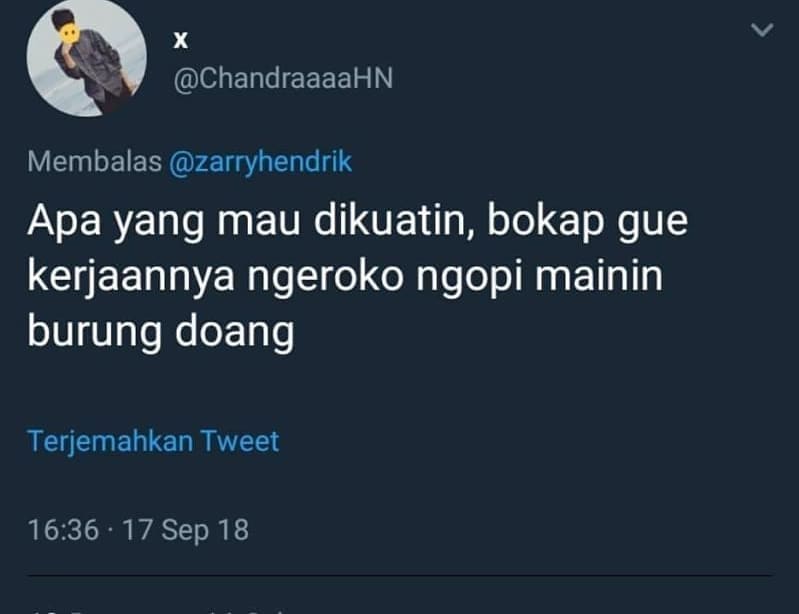 x
@ChandraaaaHN
Membalas @zarryhendrik
Apa yang mau dikuatin, bokap gue
kerjaannya ngeroko ngopi mainin
burung doang
Terjemahkan Tweet
16:36 · 17 Sep 18